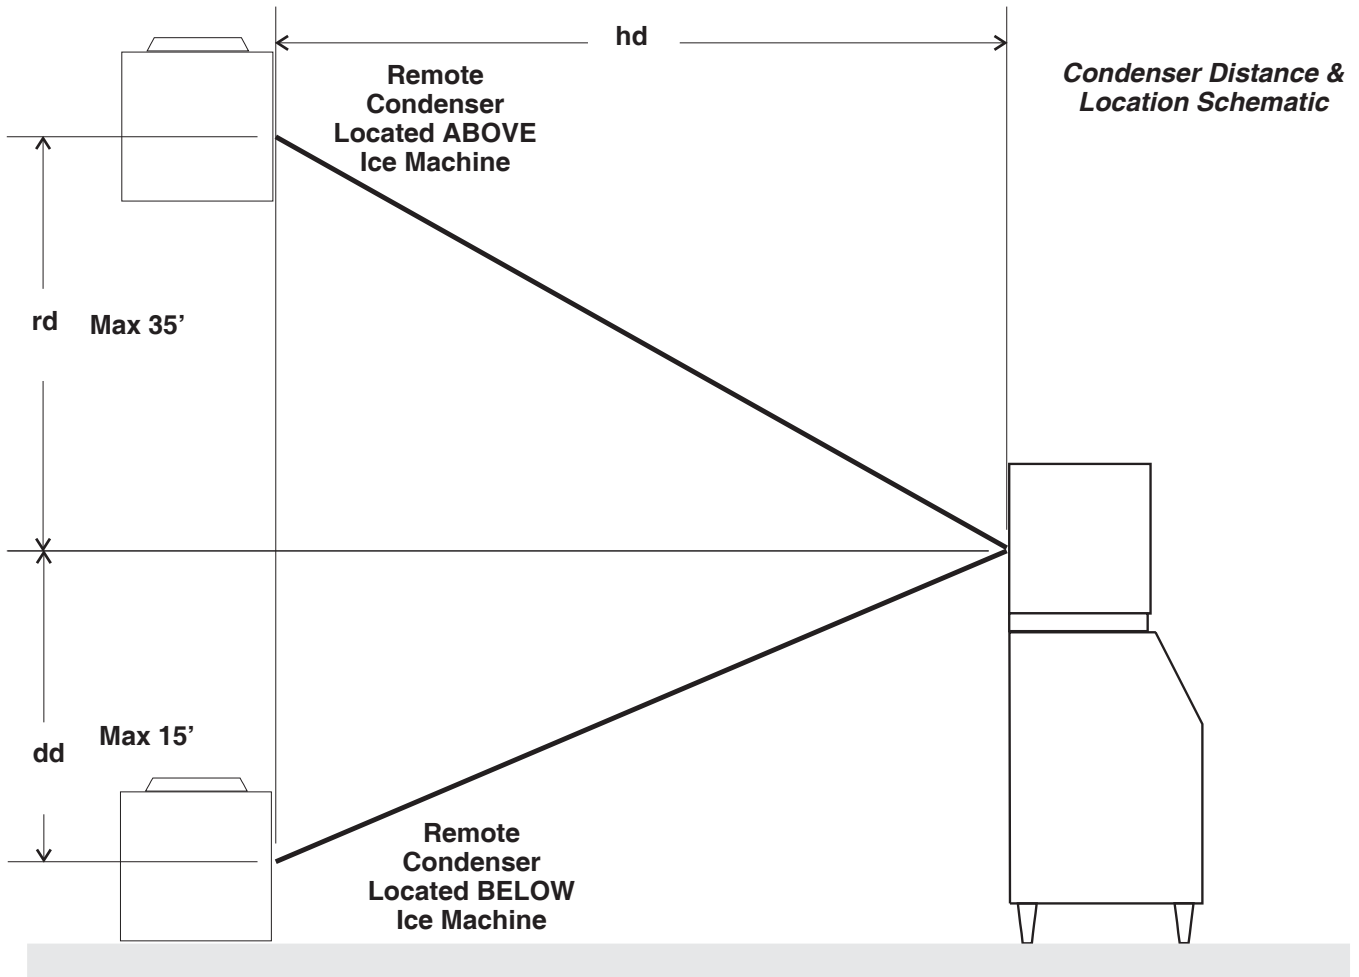 hd
Condenser Distance &
Location Schematic
Remote
Condenser
Located ABOVE
Ice Machine
rd
Max 35’
Max 15’
dd
Remote
Condenser
Located BELOW
Ice Machine